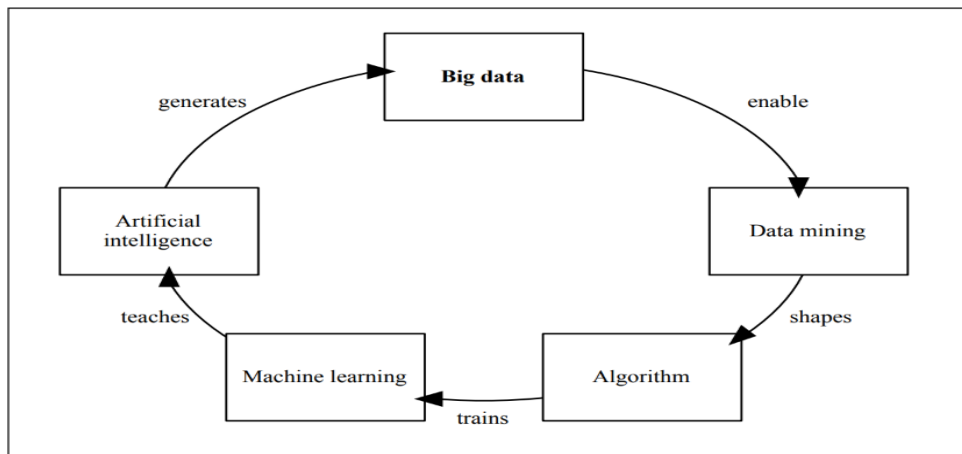 Big data
enable
Data mining
shapes
Algorithm
trains
Machine learning
teaches
Artificial
intelligence
generates